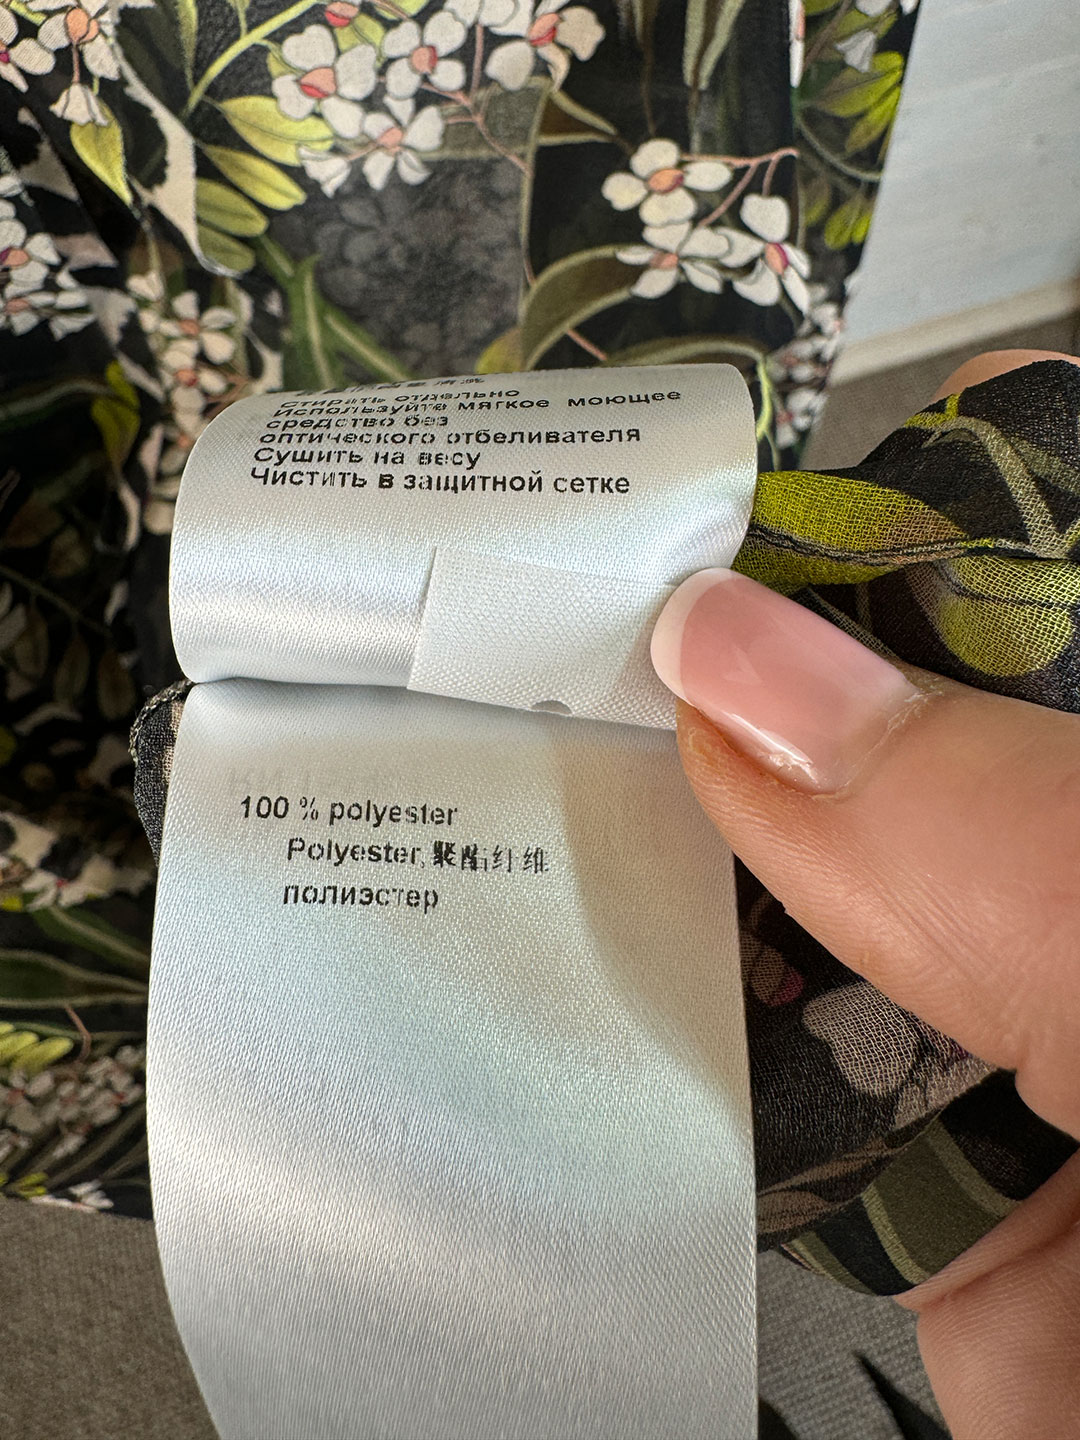 Стирать отдельно
Используйте мягкое моющее
средство без
оптического отбеливателя
Сушить на весу
Чистить в защитной сетке
100 % polyester
Polyester, 聚酯纤维
полиэстер